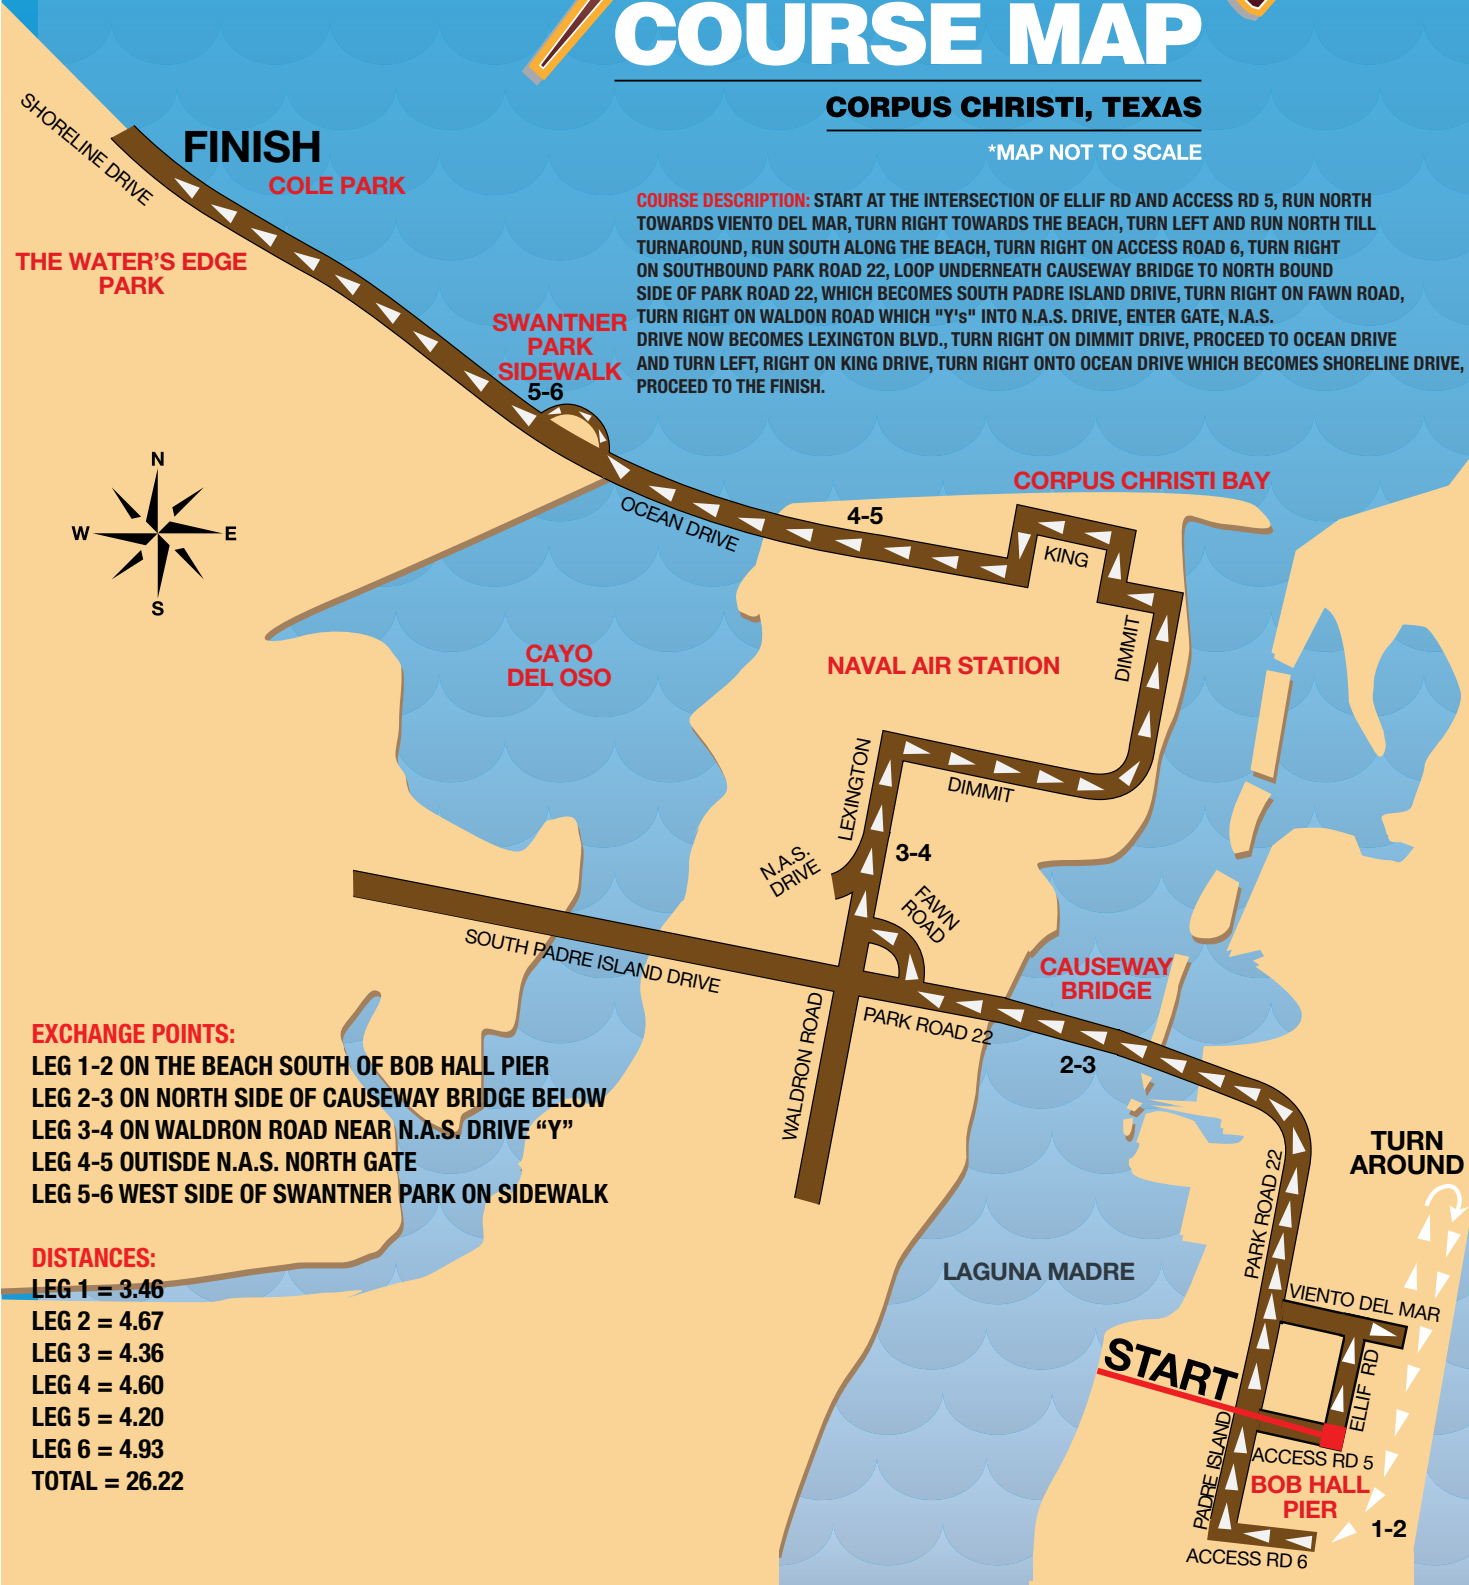 COURSE MAP
CORPUS CHRISTI, TEXAS
*MAP NOT TO SCALE
COURSE DESCRIPTION: START AT THE INTERSECTION OF ELLIF RD AND ACCESS RD 5, RUN NORTH
TOWARDS VIENTO DEL MAR, TURN RIGHT TOWARDS THE BEACH, TURN LEFT AND RUN NORTH TILL
TURNAROUND, RUN SOUTH ALONG THE BEACH, TURN RIGHT ON ACCESS ROAD 6, TURN RIGHT
ON SOUTHBOUND PARK ROAD 22, LOOP UNDERNEATH CAUSEWAY BRIDGE TO NORTH BOUND
SIDE OF PARK ROAD 22, WHICH BECOMES SOUTH PADRE ISLAND DRIVE, TURN RIGHT ON FAWN ROAD,
TURN RIGHT ON WALDON ROAD WHICH "Y's" INTO N.A.S. DRIVE, ENTER GATE, N.A.S.
DRIVE NOW BECOMES LEXINGTON BLVD., TURN RIGHT ON DIMMIT DRIVE, PROCEED TO OCEAN DRIVE
AND TURN LEFT, RIGHT ON KING DRIVE, TURN RIGHT ONTO OCEAN DRIVE WHICH BECOMES SHORELINE DRIVE,
PROCEED TO THE FINISH.
SHORELINE DRIVE
FINISH
COLE PARK
THE WATER'S EDGE
PARK
SWANTNER
PARK
SIDEWALK
5-6
N
W
E
S
OCEAN DRIVE
4-5
CORPUS CHRISTI BAY
KING
DIMMIT
CAYO
DEL OSO
NAVAL AIR STATION
LEXINGTON
DIMMIT
3-4
N.A.S.
DRIVE
FAWN
ROAD
SOUTH PADRE ISLAND DRIVE
CAUSEWAY
BRIDGE
PARK ROAD 22
WALDRON ROAD
2-3
EXCHANGE POINTS:
LEG 1-2 ON THE BEACH SOUTH OF BOB HALL PIER
LEG 2-3 ON NORTH SIDE OF CAUSEWAY BRIDGE BELOW
LEG 3-4 ON WALDRON ROAD NEAR N.A.S. DRIVE “Y”
LEG 4-5 OUTISDE N.A.S. NORTH GATE
LEG 5-6 WEST SIDE OF SWANTNER PARK ON SIDEWALK
DISTANCES:
LEG 1 = 3.46
LEG 2 = 4.67
LEG 3 = 4.36
LEG 4 = 4.60
LEG 5 = 4.20
LEG 6 = 4.93
TOTAL = 26.22
TURN
AROUND
PARK ROAD 22
LAGUNA MADRE
VIENTO DEL MAR
START
ELLIF RD
PADRE ISLAND
ACCESS RD 5
BOB HALL
PIER
1-2
ACCESS RD 6